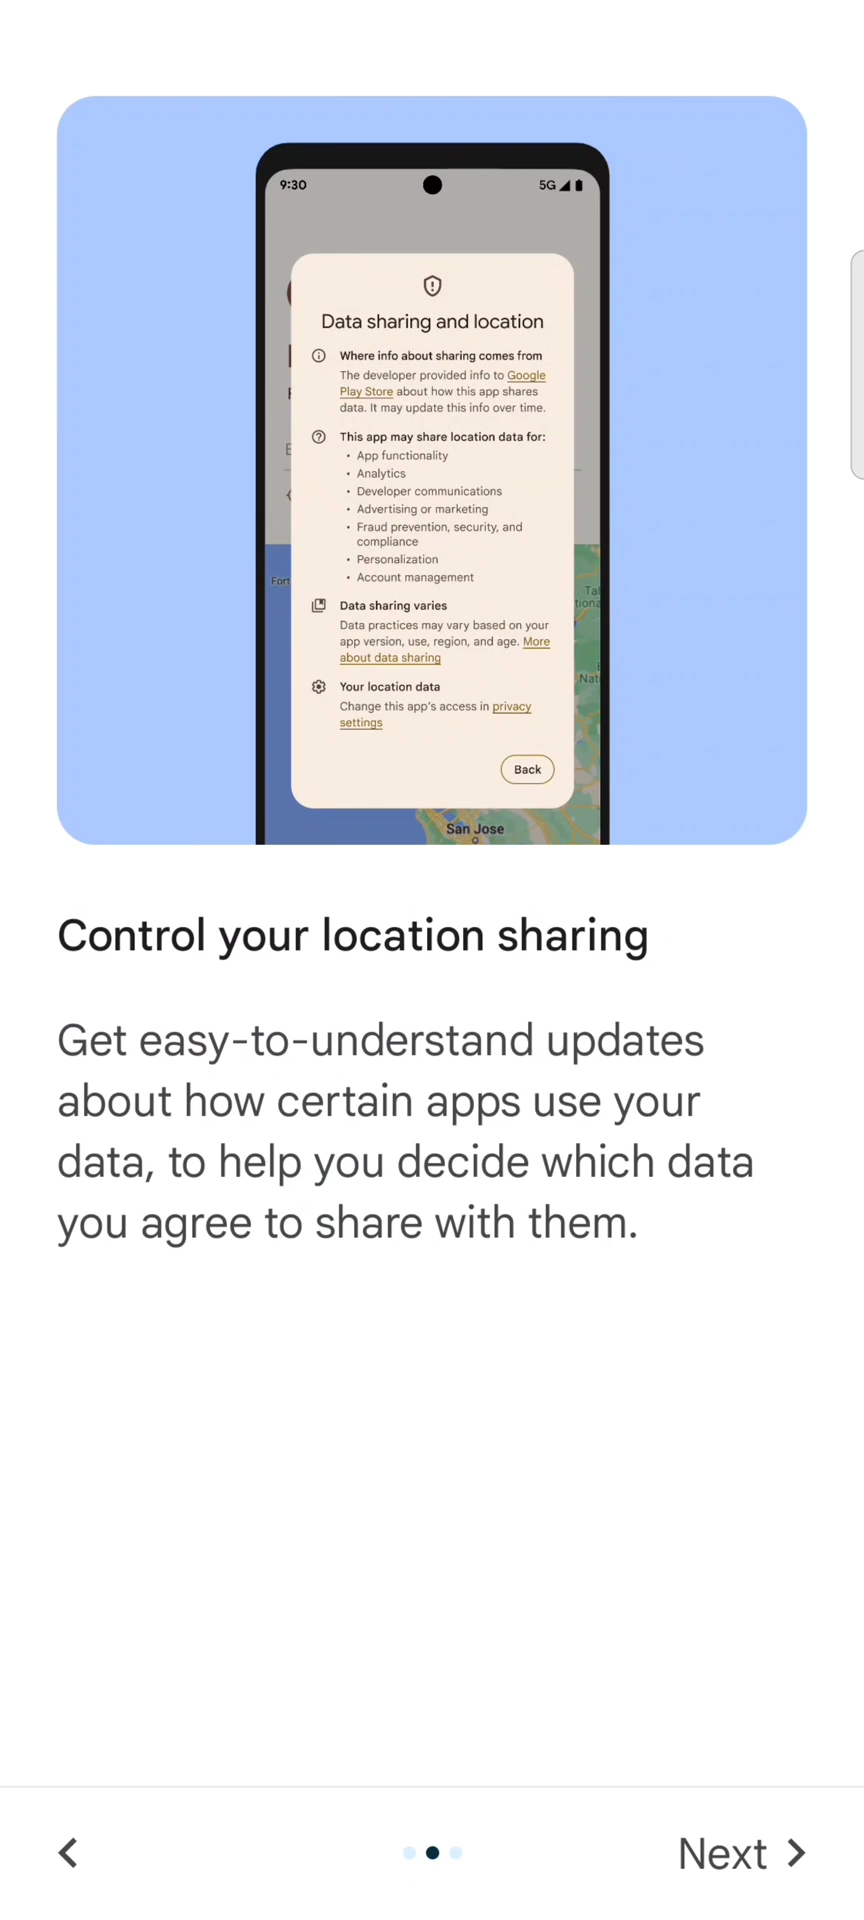 9:30
5G
Data sharing and location
Where info about sharing comes from
The developer provided info to Google
Play Store about how this app shares
data. It may update this info over time.
This app may share location data for:
• App functionality
• Analytics
• Developer communications
• Advertising or marketing
• Fraud prevention, security, and
compliance
• Personalization
• Account management
Fort
Data sharing varies
Data practices may vary based on your
app version, use, region, and age. More
about data sharing
Your location data
Change this app's access in privacy
settings
Back
San Jose
Control your location sharing
Get easy-to-understand updates
about how certain apps use your
data, to help you decide which data
you agree to share with them.
Next